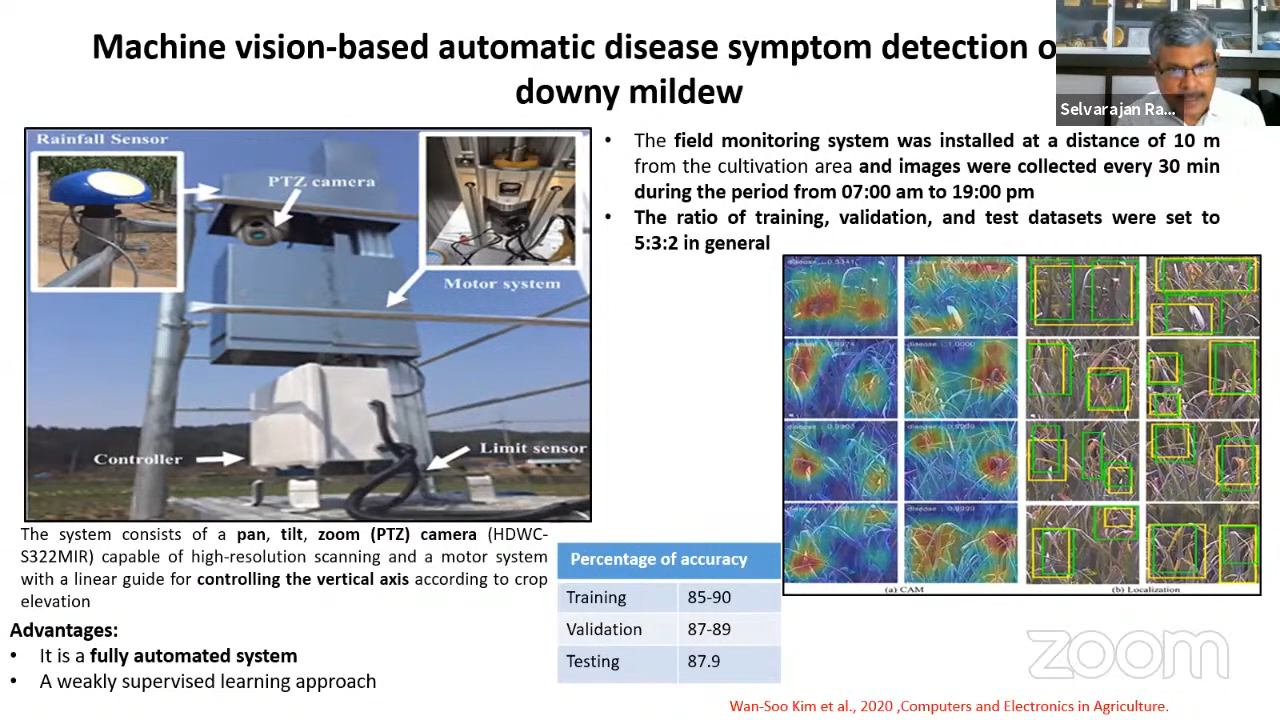 Machine vision-based automatic disease symptom detection o
downy mildew
Selvarajan Ra...
Rainfall Sensor
PTZ camera
Motor system
Controller
Limit sensor
The system consists of a pan, tilt, zoom (PTZ) camera (HDWC-
S322MIR) capable of high-resolution scanning and a motor system
with a linear guide for controlling the vertical axis according to crop
elevation
Advantages:
• It is a fully automated system
• A weakly supervised learning approach
• The field monitoring system was installed at a distance of 10 m
from the cultivation area and images were collected every 30 min
during the period from 07:00 am to 19:00 pm
• The ratio of training, validation, and test datasets were set to
5:3:2 in general
(a) CAM
(b) Localization
Percentage of accuracy
Training 85-90
Validation 87-89
Testing 87.9
zoom
Wan-Soo Kim et al., 2020 ,Computers and Electronics in Agriculture.